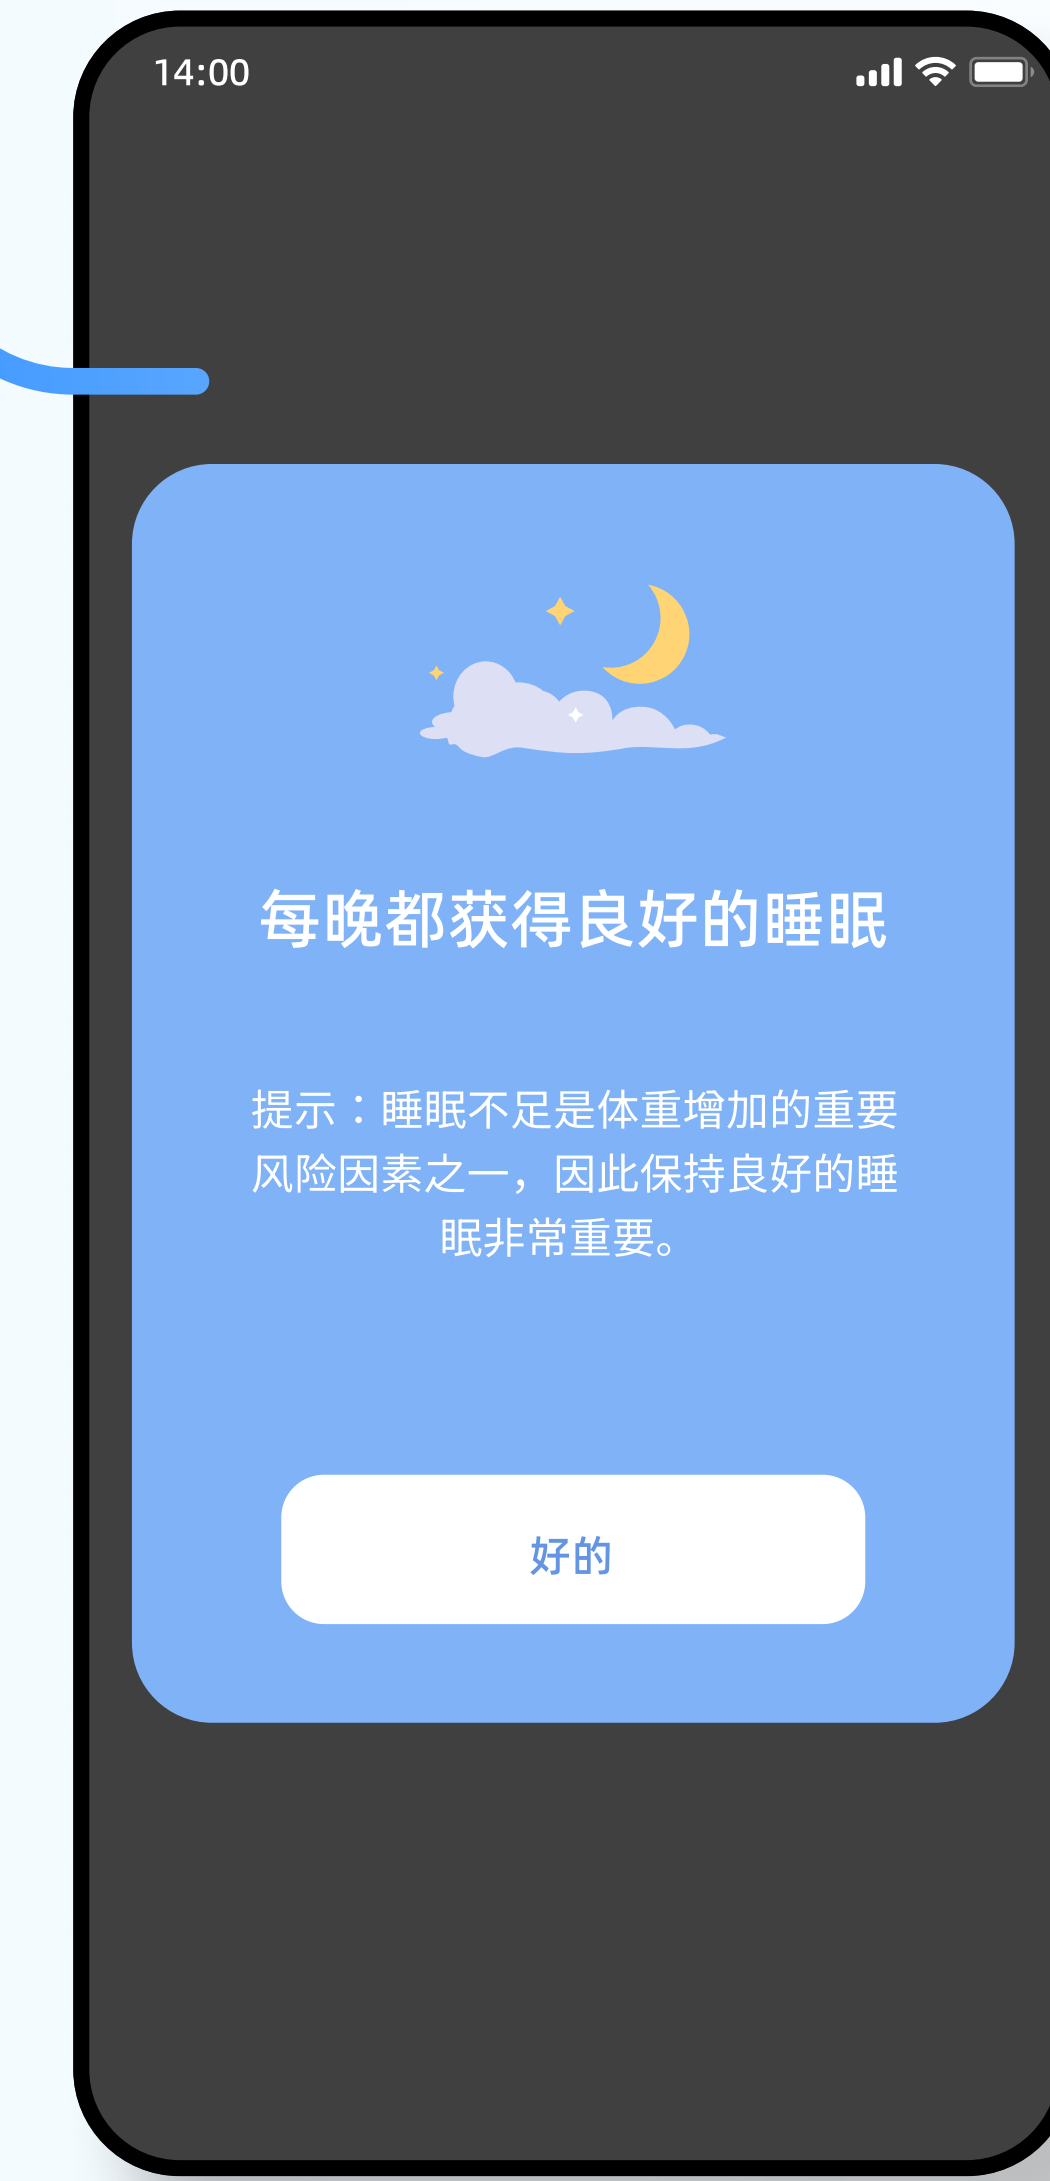 14:00
每晚都获得良好的睡眠
提示：睡眠不足是体重增加的重要
风险因素之一，因此保持良好的睡
眠非常重要。
好的